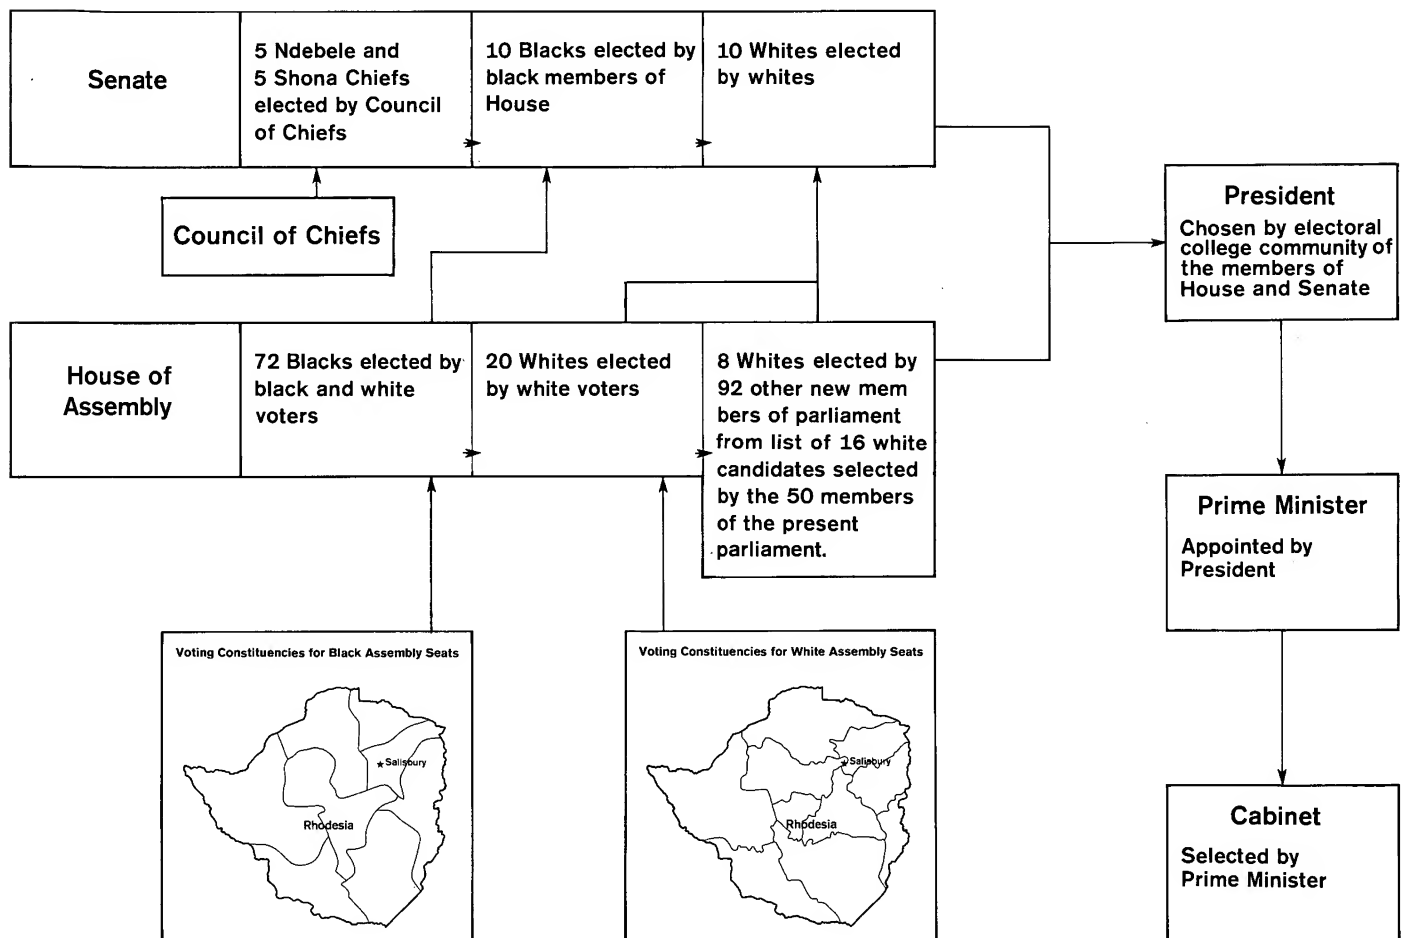 Senate
5 Ndebele and
5 Shona Chiefs
elected by Council
of Chiefs
10 Blacks elected by
black members of
House
10 Whites elected
by whites
Council of Chiefs
President
Chosen by electoral
college community of
the members of
House and Senate
House of
Assembly
72 Blacks elected by
black and white
voters
20 Whites elected
by white voters
8 Whites elected by
92 other new mem
bers of parliament
from list of 16 white
candidates selected
by the 50 members
of the present
parliament.
Prime Minister
Appointed by
President
Voting Constituencies for Black Assembly Seats
Salisbury
Rhodesia
Voting Constituencies for White Assembly Seats
Salisbury
Rhodesia
Cabinet
Selected by
Prime Minister